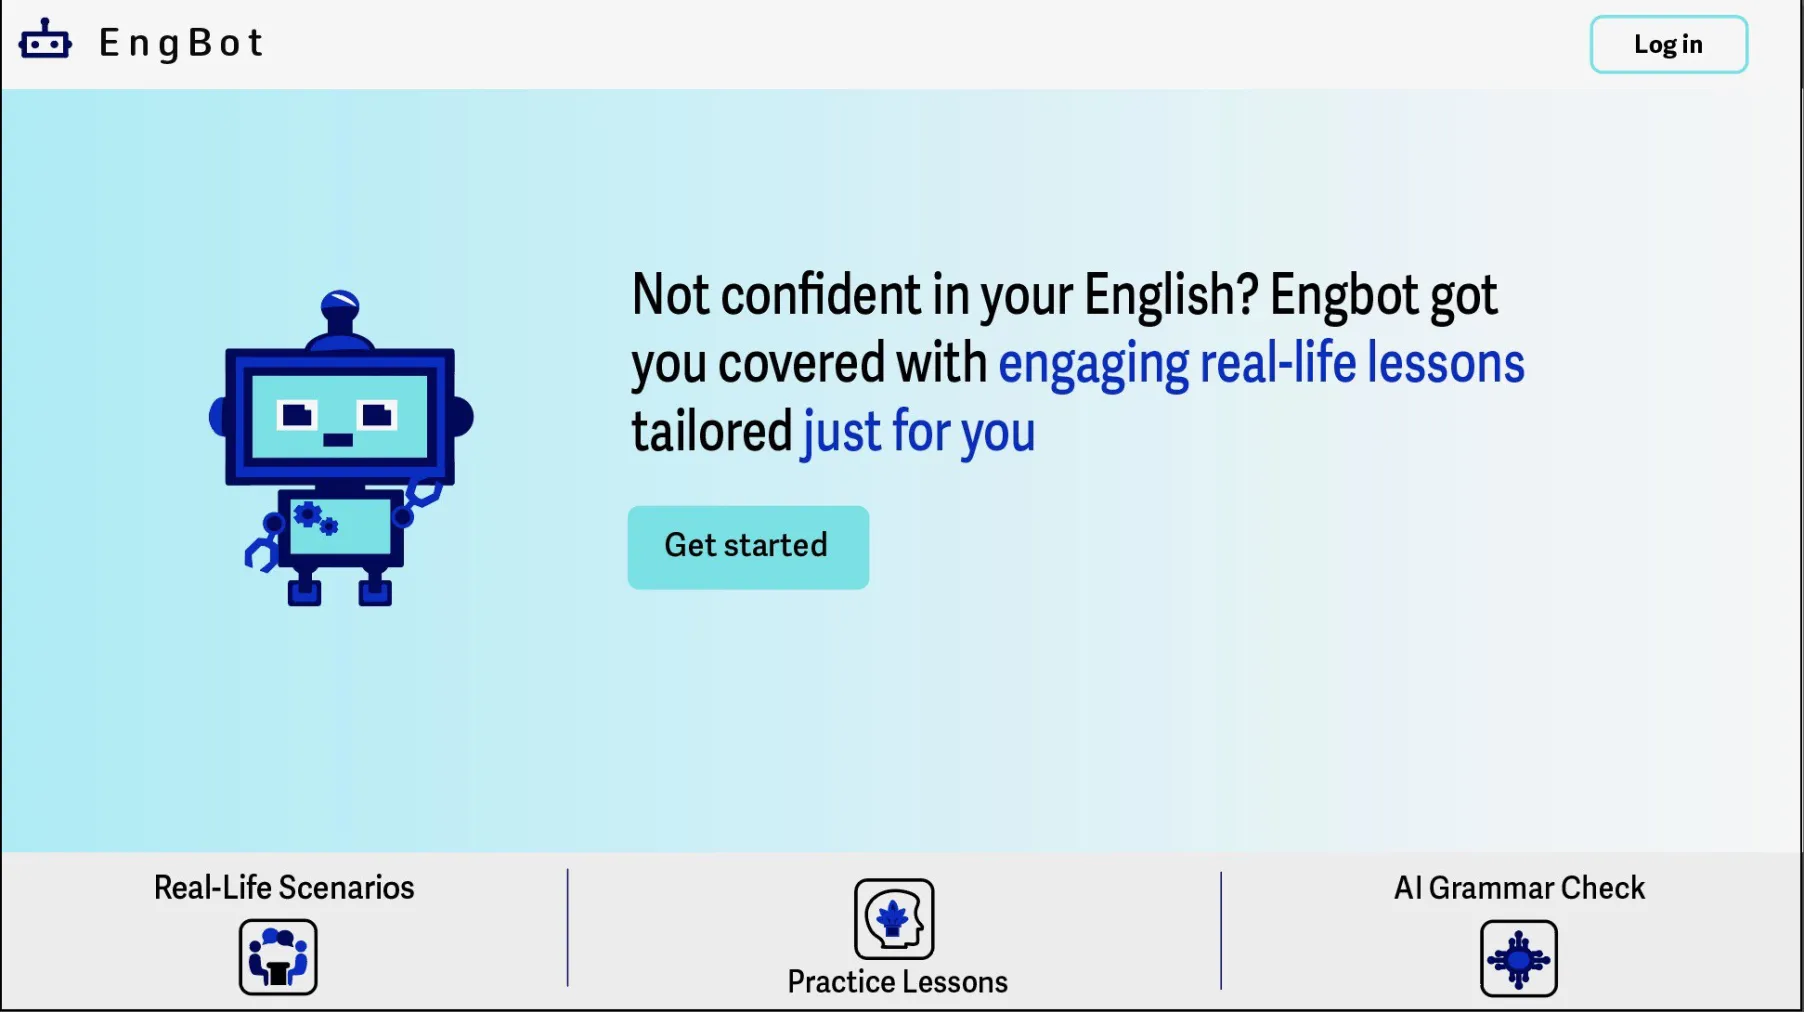 EngBot
Log in
Not confident in your English? Engbot got
you covered with engaging real-life lessons
tailored just for you
Get started
Real-Life Scenarios
Practice Lessons
AI Grammar Check